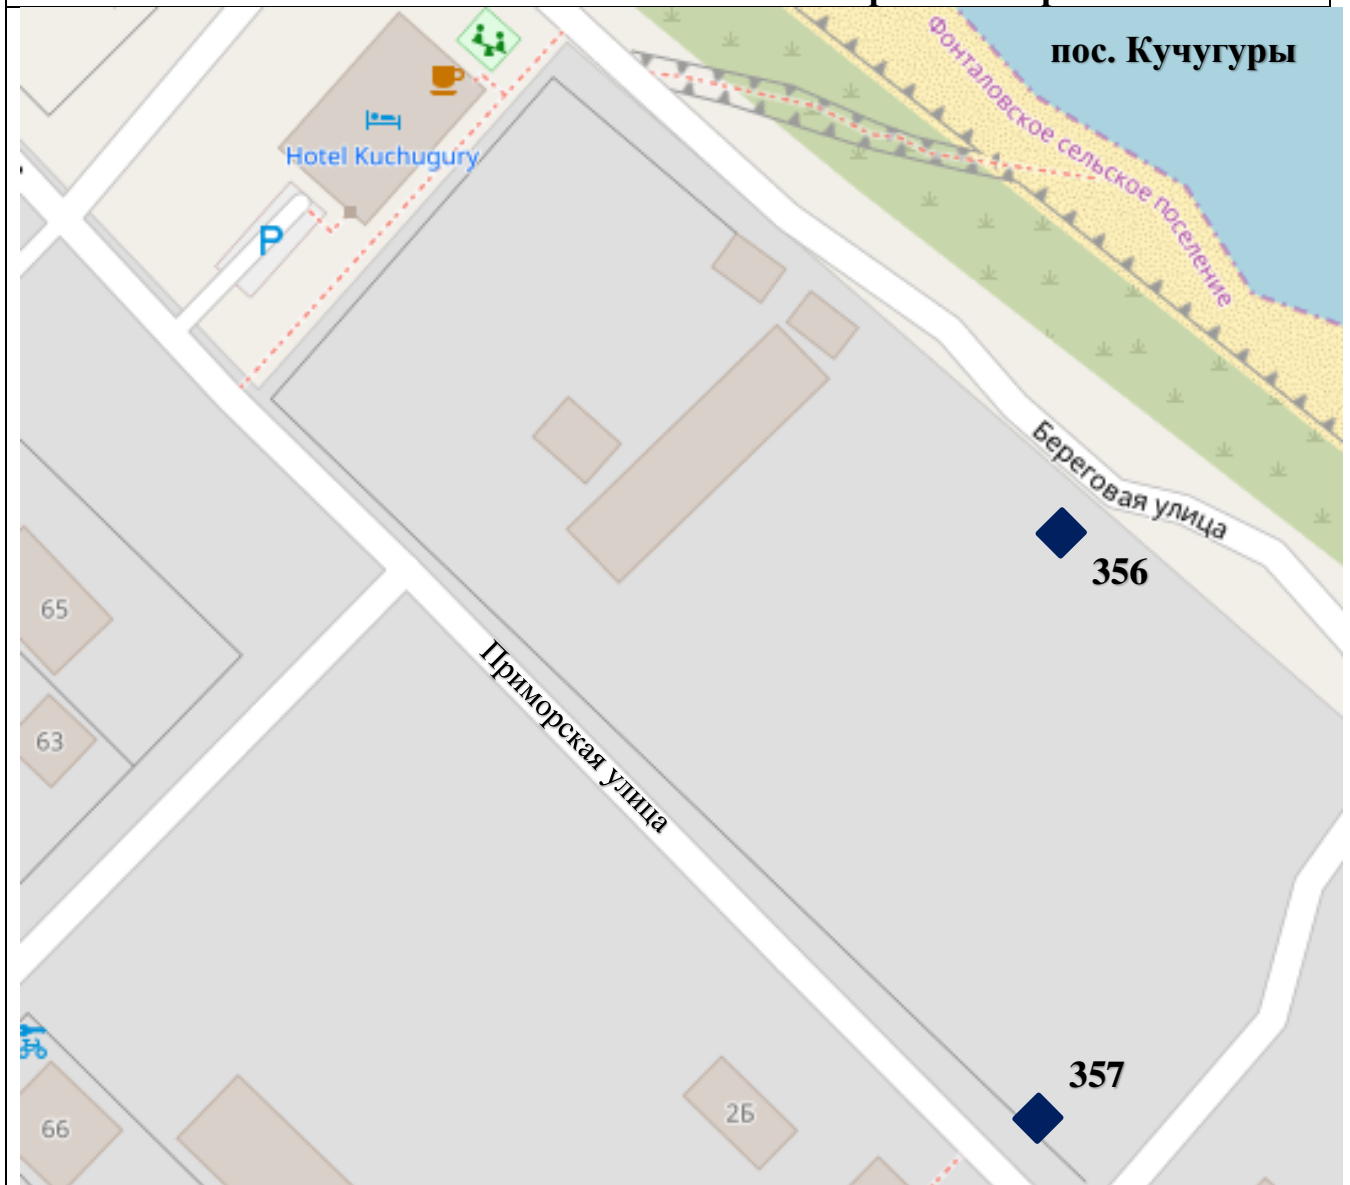 пос. Кучугуры
Фонталовское сельское поселение
Hotel Kuchugury
P
Береговая улица
356
65
Приморская улица
63
357
2Б
66